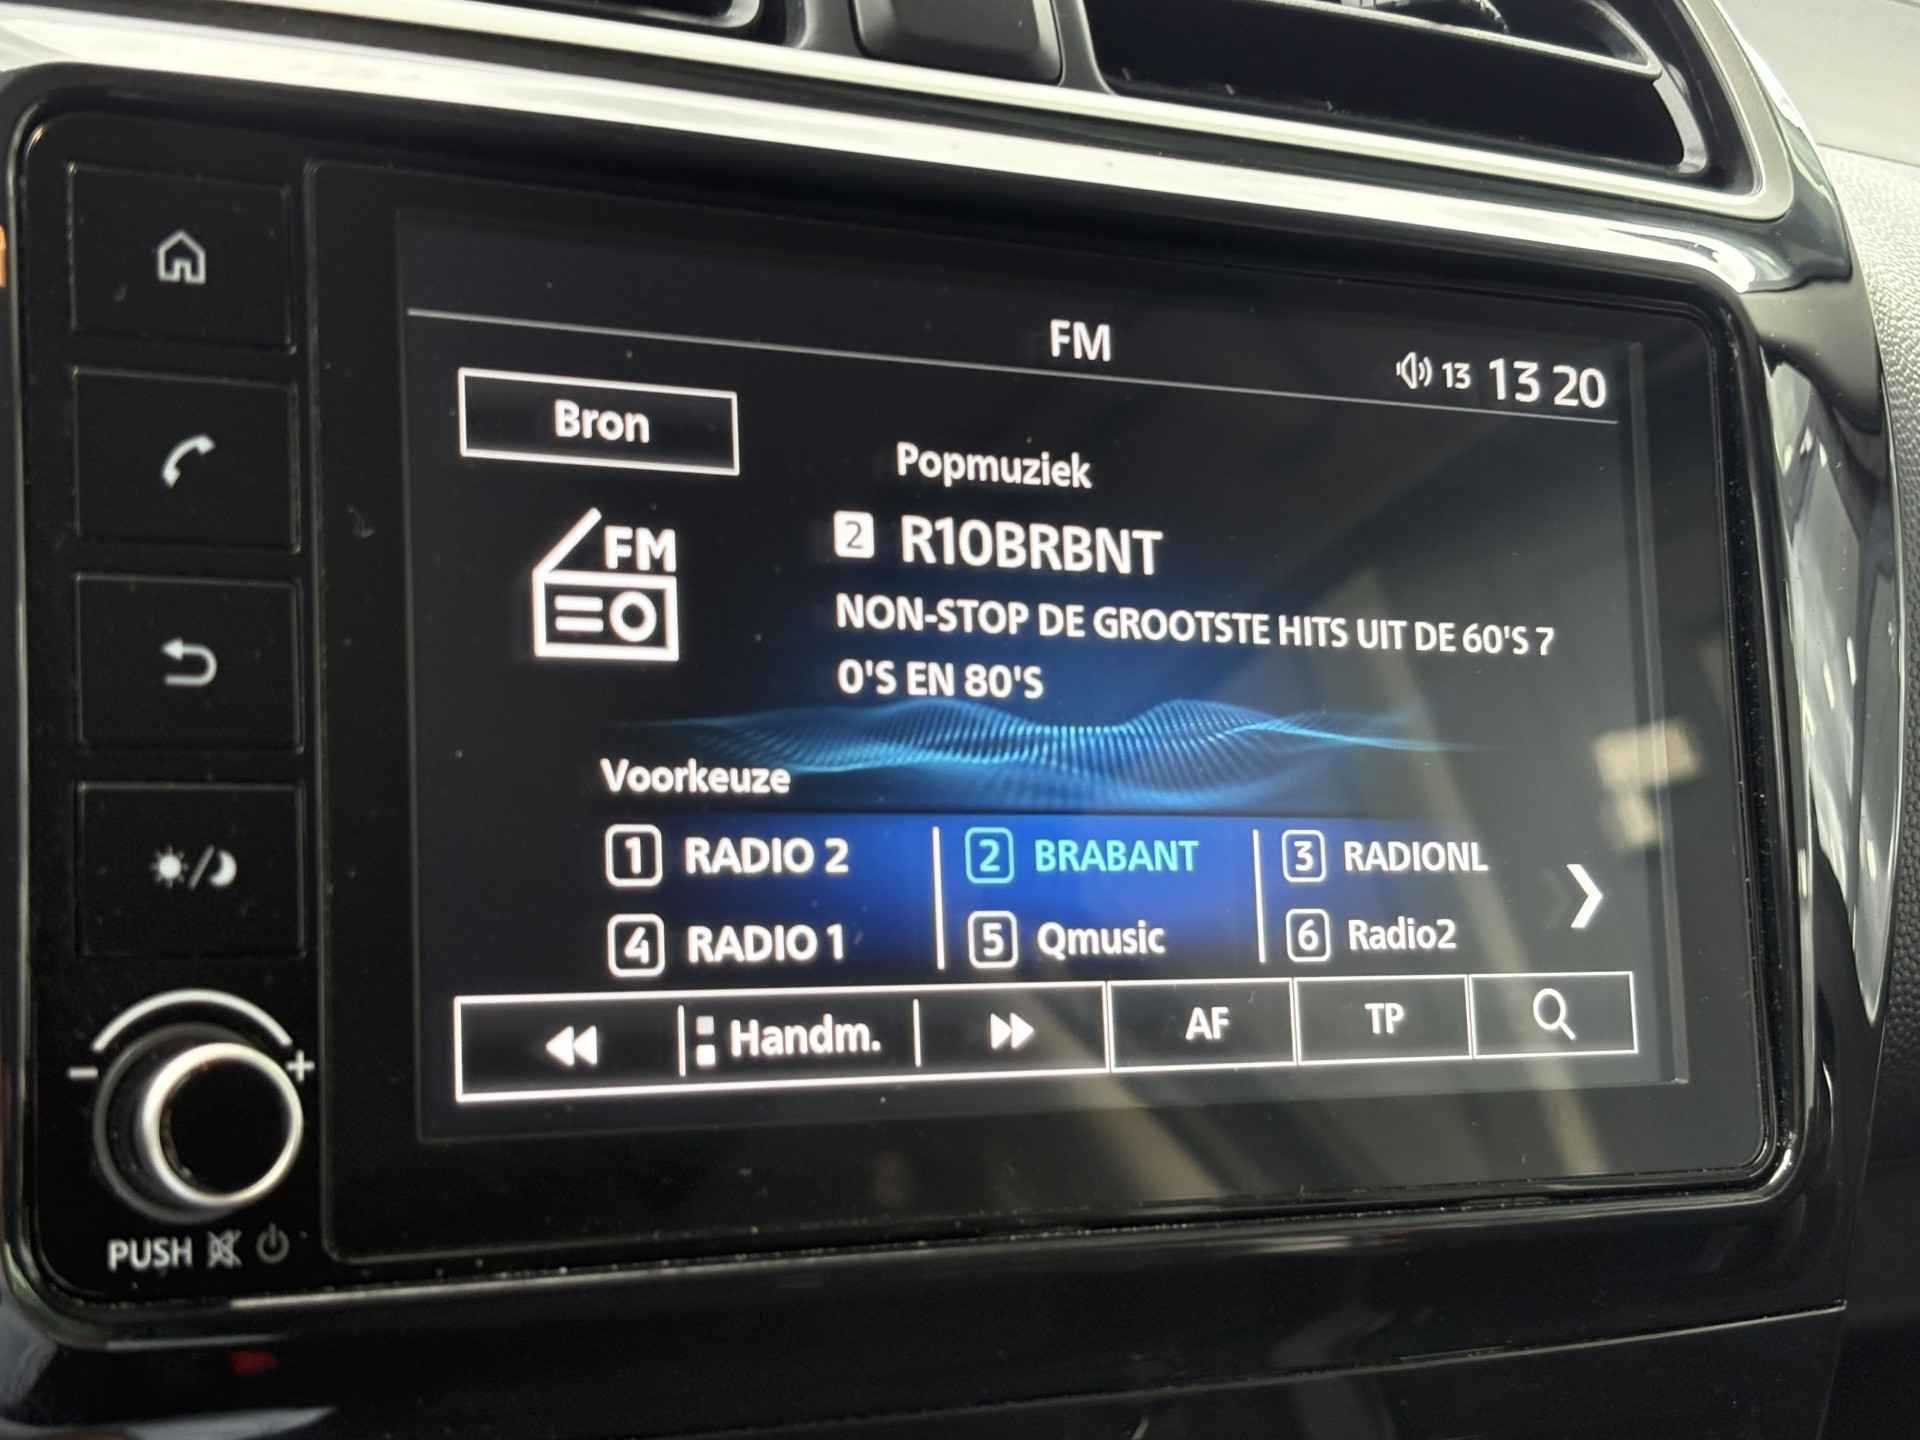 FM
13 13 20
Bron
Popmuziek
FM
2 R10BRBNT
NON-STOP DE GROOTSTE HITS UIT DE 60'S 7
0'S EN 80'S
Voorkeuze
1 RADIO 2 2 BRABANT 3 RADIONL
4 RADIO 1 5 Qmusic 6 Radio2
Handm. AF TP
- +
PUSH